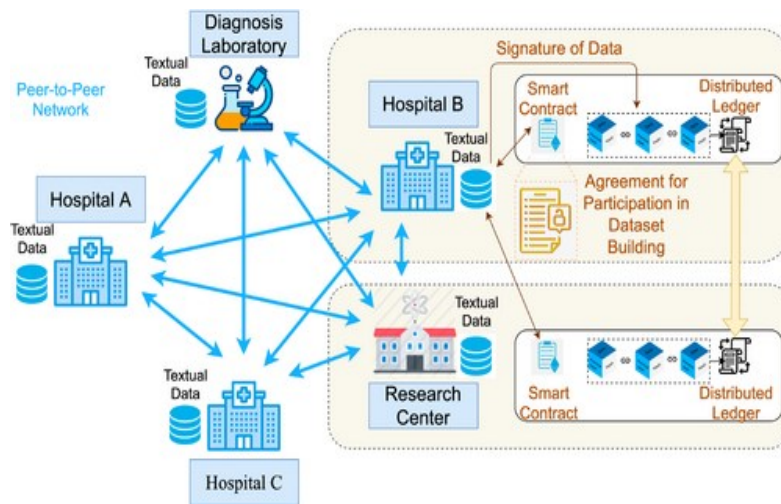 Diagnosis
Laboratory
Textual
Data
Peer-to-Peer
Network
Signature of Data
Smart
Contract
Distributed
Ledger
Hospital B
Textual
Data
Agreement for
Participation in
Dataset
Building
Hospital A
Textual
Data
Textual
Data
Research
Center
Textual
Data
Hospital C
Smart
Contract
Distributed
Ledger